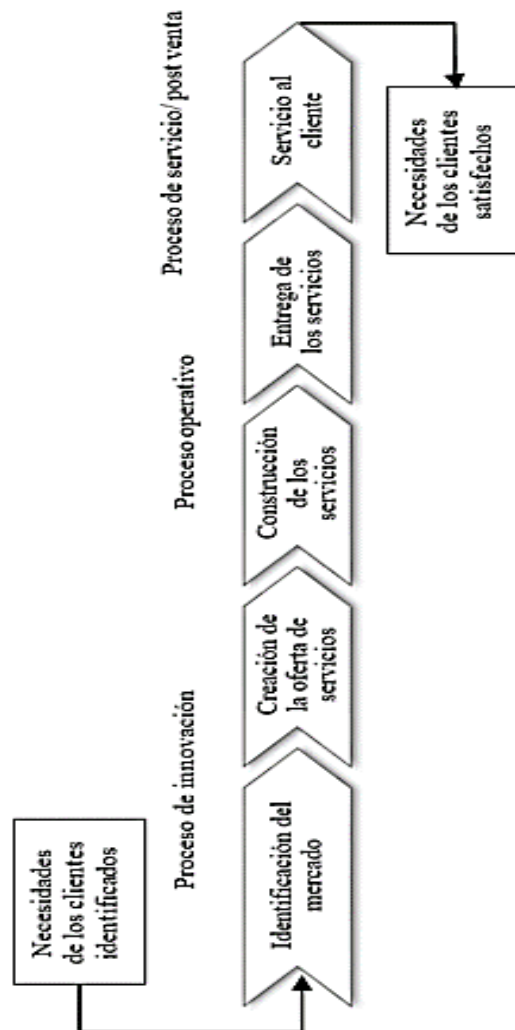 Necesidades
de los clientes
identificados
Proceso de innovación
Proceso operativo
Proceso de servicio/ post venta
Identificación del
mercado
Creación de
la oferta de
servicios
Construcción
de los
servicios
Entrega de
los servicios
Servicio al
cliente
Necesidades
de los clientes
satisfechos